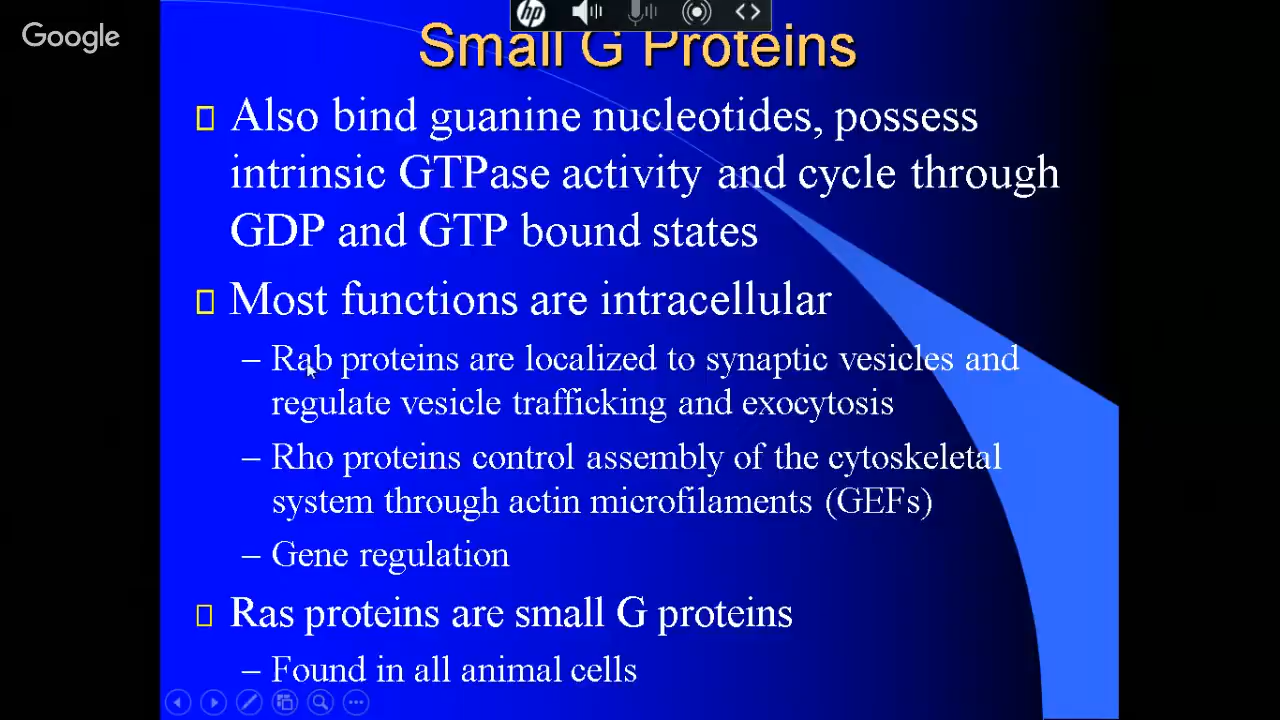 Google
hp
Small G Proteins
Also bind guanine nucleotides, possess
intrinsic GTPase activity and cycle through
GDP and GTP bound states
Most functions are intracellular
– Rab proteins are localized to synaptic vesicles and
regulate vesicle trafficking and exocytosis
– Rho proteins control assembly of the cytoskeletal
system through actin microfilaments (GEFs)
– Gene regulation
Ras proteins are small G proteins
– Found in all animal cells